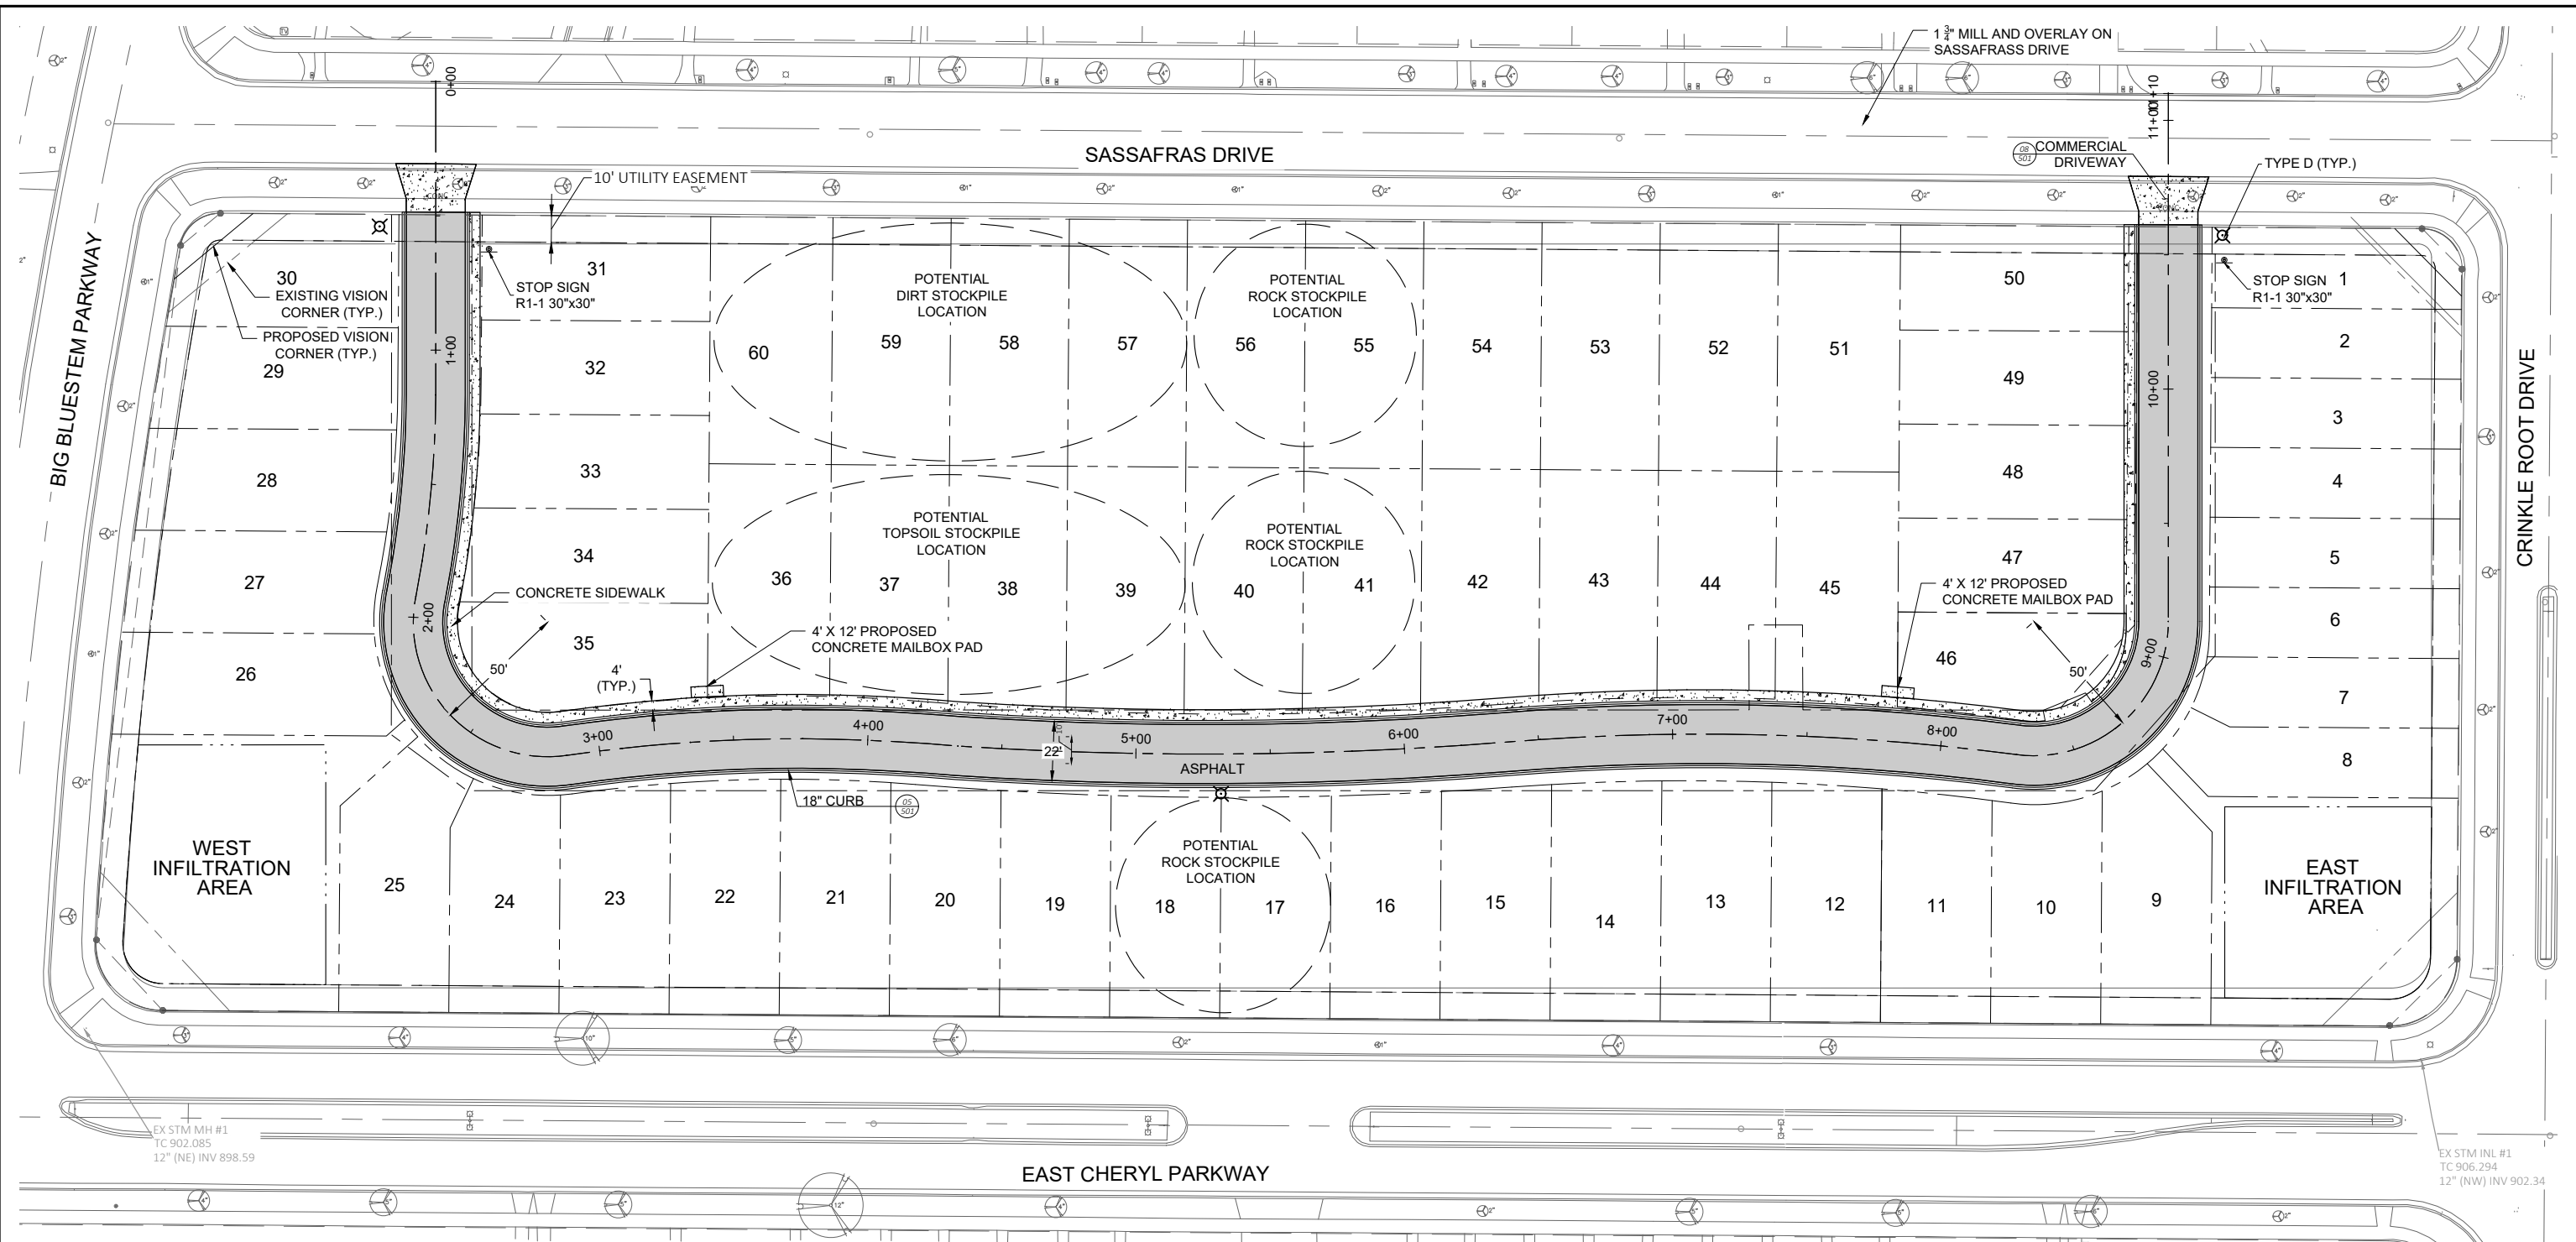 1 3/4" MILL AND OVERLAY ON
SASSAFRASS DRIVE
0+00
11+00
SASSAFRAS DRIVE
08
S01
COMMERCIAL
DRIVEWAY
TYPE D (TYP.)
10' UTILITY EASEMENT
BIG BLUESTEM PARKWAY
CRINKLE ROOT DRIVE
30
EXISTING VISION
CORNER (TYP.)
PROPOSED VISION
CORNER (TYP.)
29
28
27
26
1+00
2+00
STOP SIGN
R1-1 30"x30"
31
32
33
34
35
CONCRETE SIDEWALK
50'
4'
(TYP.)
4' X 12' PROPOSED
CONCRETE MAILBOX PAD
POTENTIAL
DIRT STOCKPILE
LOCATION
60
59
58
57
POTENTIAL
ROCK STOCKPILE
LOCATION
56
55
54
53
52
51
50
49
48
47
46
POTENTIAL
TOPSOIL STOCKPILE
LOCATION
36
37
38
39
POTENTIAL
ROCK STOCKPILE
LOCATION
40
41
42
43
44
45
4' X 12' PROPOSED
CONCRETE MAILBOX PAD
50'
10+00
9+00
STOP SIGN
R1-1 30"x30"
1
2
3
4
5
6
7
8
3+00
4+00
5+00
6+00
7+00
8+00
22'
ASPHALT
18" CURB
05
S01
WEST
INFILTRATION
AREA
25
24
23
22
21
20
19
POTENTIAL
ROCK STOCKPILE
LOCATION
18
17
16
15
14
13
12
11
10
9
EAST
INFILTRATION
AREA
EX STM MH #1
TC 902.085
12" (NE) INV 898.59
EAST CHERYL PARKWAY
EX STM INL #1
TC 906.294
12" (NW) INV 902.34